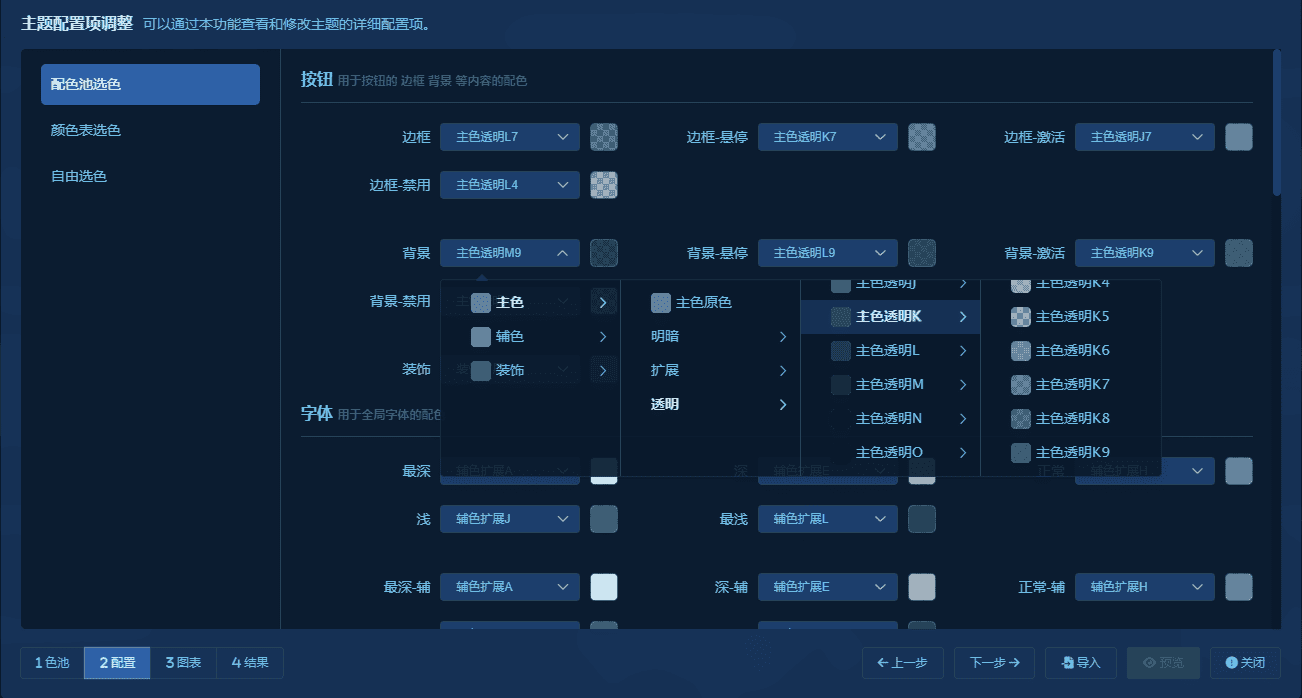 主题配置项调整 可以通过本功能查看和修改主题的详细配置项。
配色池选色
颜色表选色
自由选色
按钮 用于按钮的 边框 背景 等内容的配色
边框 主色透明L7 边框-悬停 主色透明K7 边框-激活 主色透明J7
边框-禁用 主色透明L4
背景 主色透明M9 背景-悬停 主色透明L9 背景-激活 主色透明K9
背景-禁用
装饰
主色
辅色
装饰
主色原色
明暗
扩展
透明
主色透明J
主色透明K
主色透明L
主色透明M
主色透明N
主色透明O
主色透明K4
主色透明K5
主色透明K6
主色透明K7
主色透明K8
主色透明K9
字体 用于全局字体的配色
最深 辅色扩展A 深 辅色扩展E 正常 辅色扩展H
浅 辅色扩展J 最浅 辅色扩展L
最深-辅 辅色扩展A 深-辅 辅色扩展E 正常-辅 辅色扩展H
1 色池 2 配置 3 图表 4 结果
上一步 下一步 导入 预览 关闭